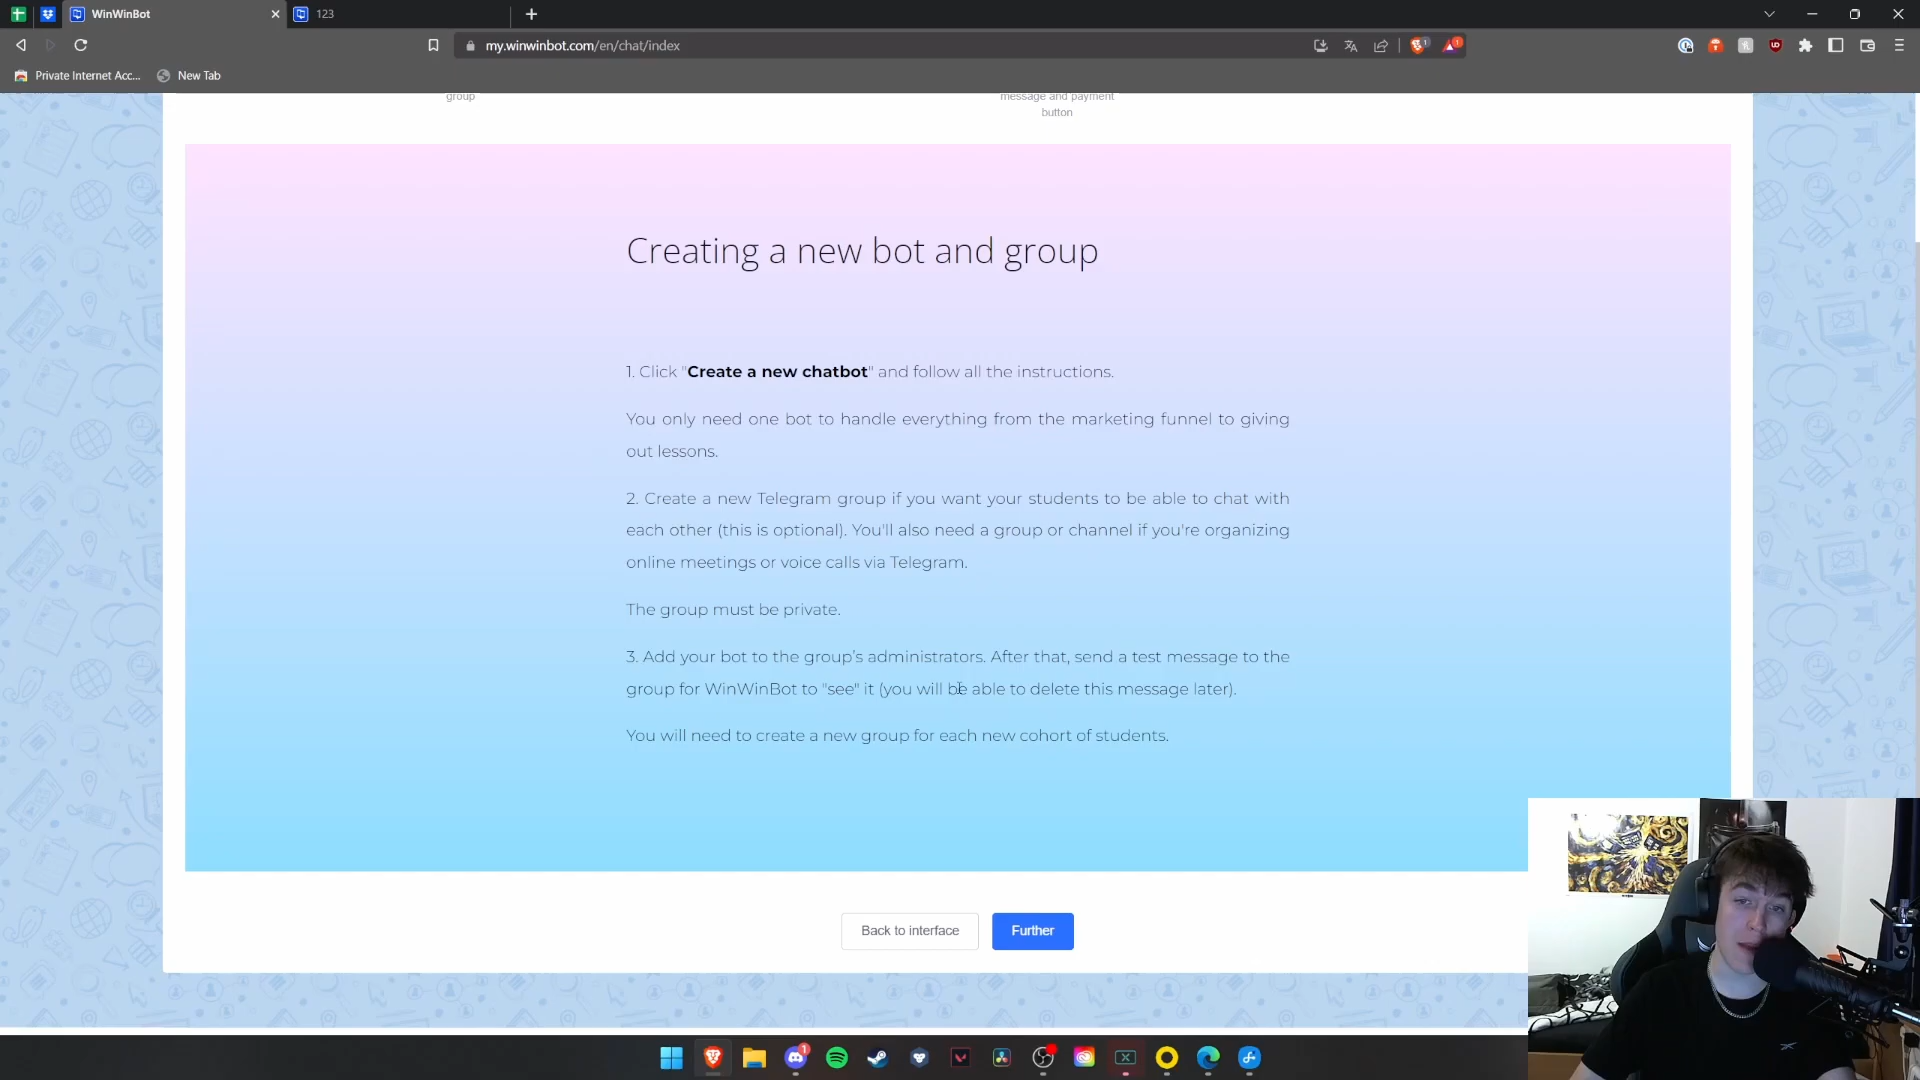 WinWinBot
123
my.winwinbot.com/en/chat/index
Private Internet Acc...
New Tab
group
message and payment
button
Creating a new bot and group
1. Click "Create a new chatbot" and follow all the instructions.
You only need one bot to handle everything from the marketing funnel to giving
out lessons.
2. Create a new Telegram group if you want your students to be able to chat with
each other (this is optional). You'll also need a group or channel if you're organizing
online meetings or voice calls via Telegram.
The group must be private.
3. Add your bot to the group's administrators. After that, send a test message to the
group for WinWinBot to "see" it (you will be able to delete this message later).
You will need to create a new group for each new cohort of students.
Back to interface
Further